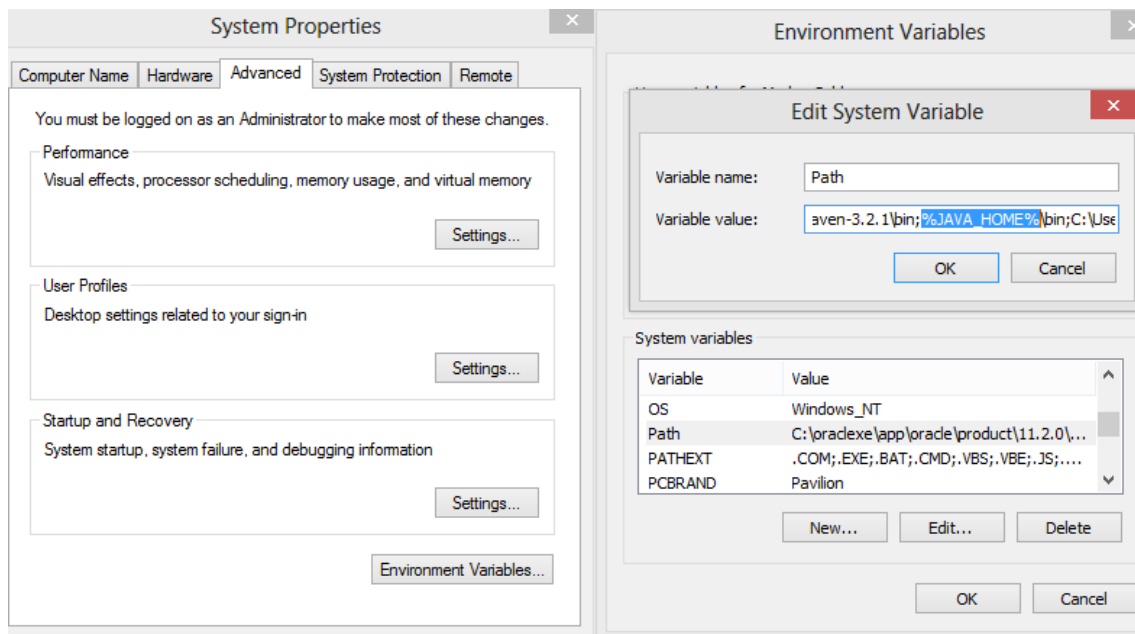 System Properties
Computer Name
Hardware
Advanced
System Protection
Remote
You must be logged on as an Administrator to make most of these changes.
Performance
Visual effects, processor scheduling, memory usage, and virtual memory
Settings...
User Profiles
Desktop settings related to your sign-in
Settings...
Startup and Recovery
System startup, system failure, and debugging information
Settings...
Environment Variables...
Environment Variables
Edit System Variable
Variable name:
Path
Variable value:
aven-3.2.1\bin;%JAVA_HOME%\bin;C:\Use
OK
Cancel
System variables
Variable Value
OS Windows_NT
Path C:\oraclexe\app\oracle\product\11.2.0\...
PATHEXT .COM;.EXE;.BAT;.CMD;.VBS;.VBE;.JS;....
PCBRAND Pavilion
New...
Edit...
Delete
OK
Cancel